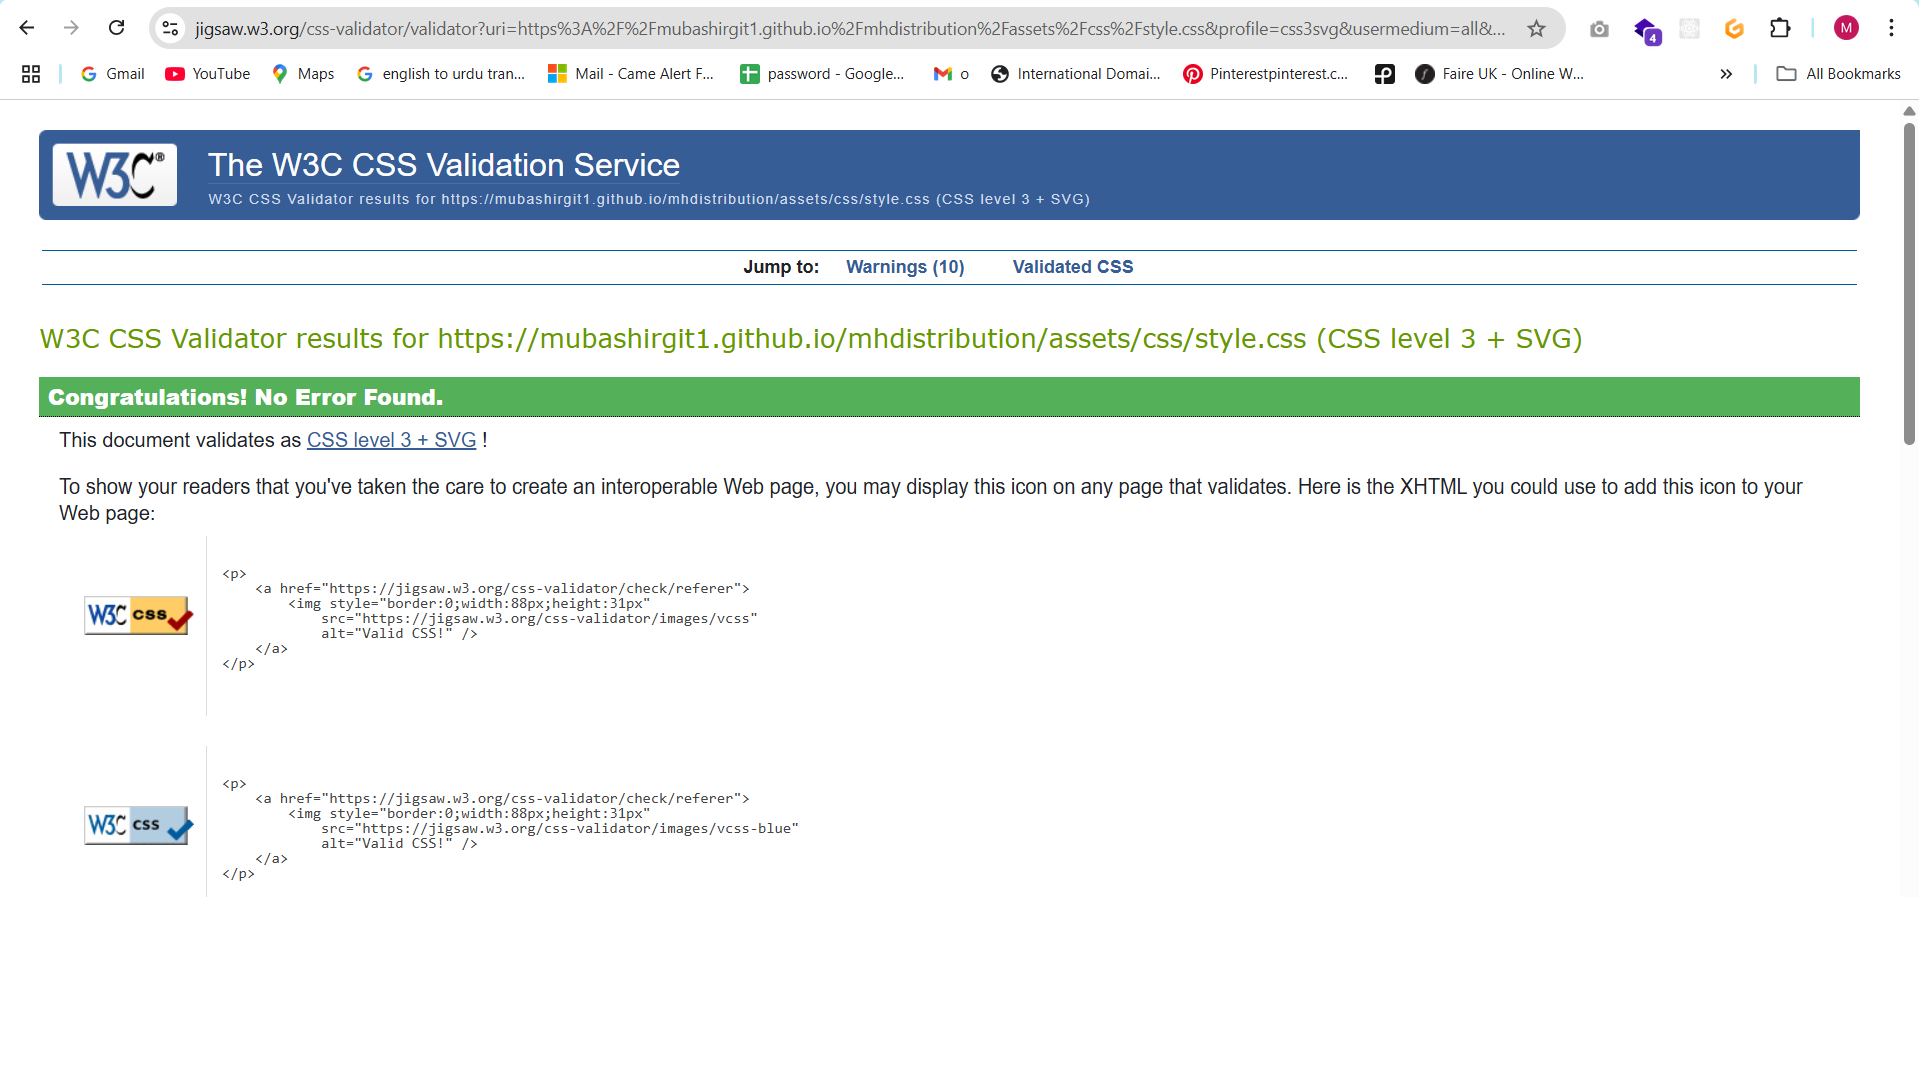 jigsaw.w3.org/css-validator/validator?uri=https%3A%2F%2Fmubashirgit1.github.io%2Fmhdistribution%2Fassets%2Fcss%2Fstyle.css&profile=css3svg&usermedium=all&...
4
M
Gmail YouTube Maps english to urdu tran... Mail - Came Alert F... password - Google... o International Domai... Pinterestpinterest.c... Faire UK - Online W... » All Bookmarks
W3C®
The W3C CSS Validation Service
W3C CSS Validator results for https://mubashirgit1.github.io/mhdistribution/assets/css/style.css (CSS level 3 + SVG)
Jump to: Warnings (10) Validated CSS
W3C CSS Validator results for https://mubashirgit1.github.io/mhdistribution/assets/css/style.css (CSS level 3 + SVG)
Congratulations! No Error Found.
This document validates as CSS level 3 + SVG !
To show your readers that you've taken the care to create an interoperable Web page, you may display this icon on any page that validates. Here is the XHTML you could use to add this icon to your
Web page:
W3C css
<p>
<a href="https://jigsaw.w3.org/css-validator/check/referer">
<img style="border:0;width:88px;height:31px"
src="https://jigsaw.w3.org/css-validator/images/vcss"
alt="Valid CSS!" />
</a>
</p>
W3C css
<p>
<a href="https://jigsaw.w3.org/css-validator/check/referer">
<img style="border:0;width:88px;height:31px"
src="https://jigsaw.w3.org/css-validator/images/vcss-blue"
alt="Valid CSS!" />
</a>
</p>